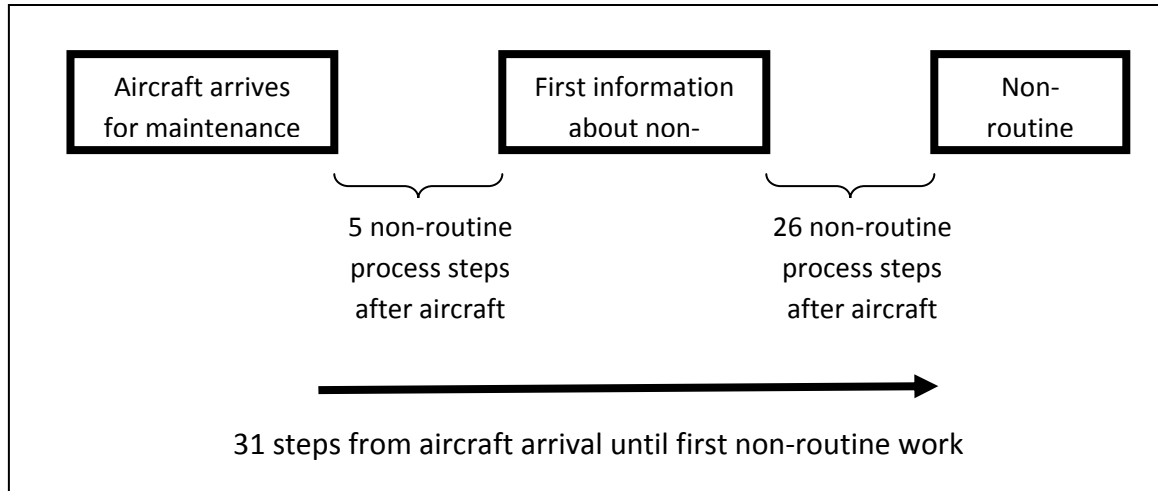 Aircraft arrives
for maintenance
First information
about non-
Non-
routine
5 non-routine
process steps
after aircraft
26 non-routine
process steps
after aircraft
31 steps from aircraft arrival until first non-routine work